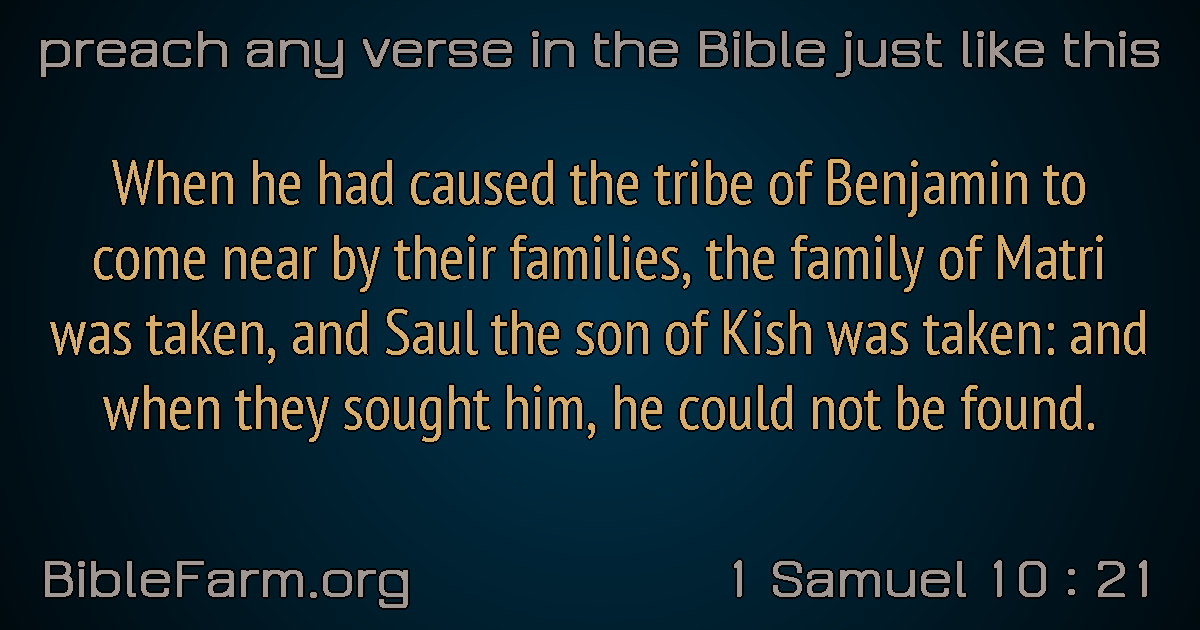 preach any verse in the Bible just like this
When he had caused the tribe of Benjamin to
come near by their families, the family of Matri
was taken, and Saul the son of Kish was taken: and
when they sought him, he could not be found.
BibleFarm.org
1 Samuel 10 : 21